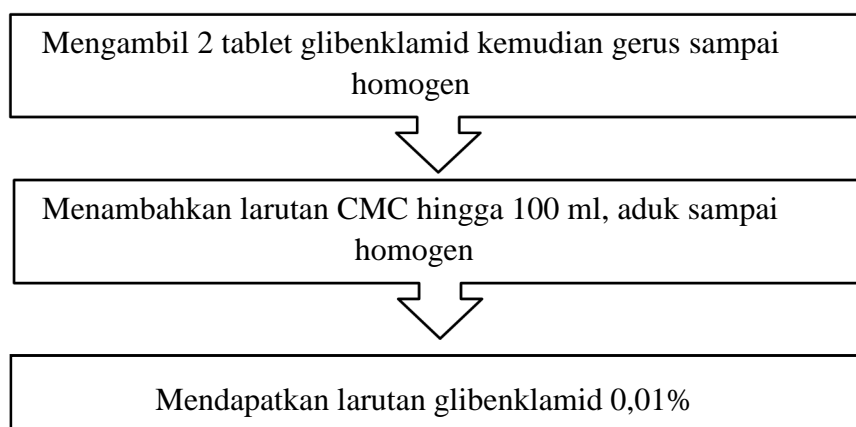 Mengambil 2 tablet glibenklamid kemudian gerus sampai
homogen
Menambahkan larutan CMC hingga 100 ml, aduk sampai
homogen
Mendapatkan larutan glibenklamid 0,01%